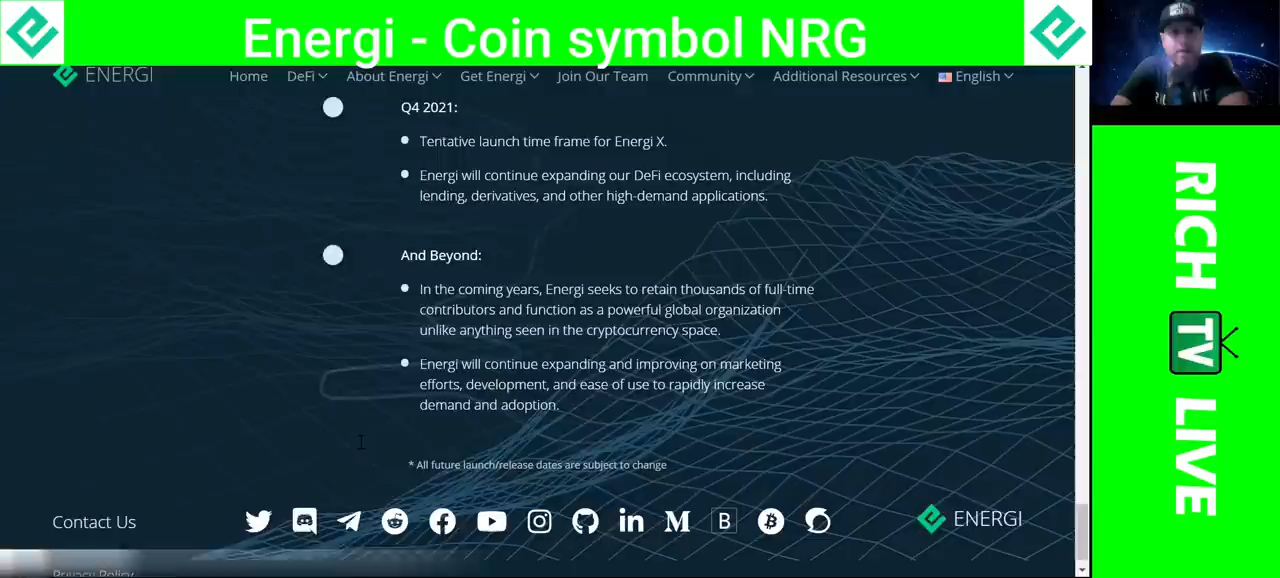 Energi - Coin symbol NRG
ENERGI
Home DeFi About Energi Get Energi Join Our Team Community Additional Resources English
Q4 2021:
Tentative launch time frame for Energi X.
Energi will continue expanding our DeFi ecosystem, including
lending, derivatives, and other high-demand applications.
And Beyond:
In the coming years, Energi seeks to retain thousands of full-time
contributors and function as a powerful global organization
unlike anything seen in the cryptocurrency space.
Energi will continue expanding and improving on marketing
efforts, development, and ease of use to rapidly increase
demand and adoption.
* All future launch/release dates are subject to change
Contact Us
ENERGI
Privacy Policy
RICH TV LIVE